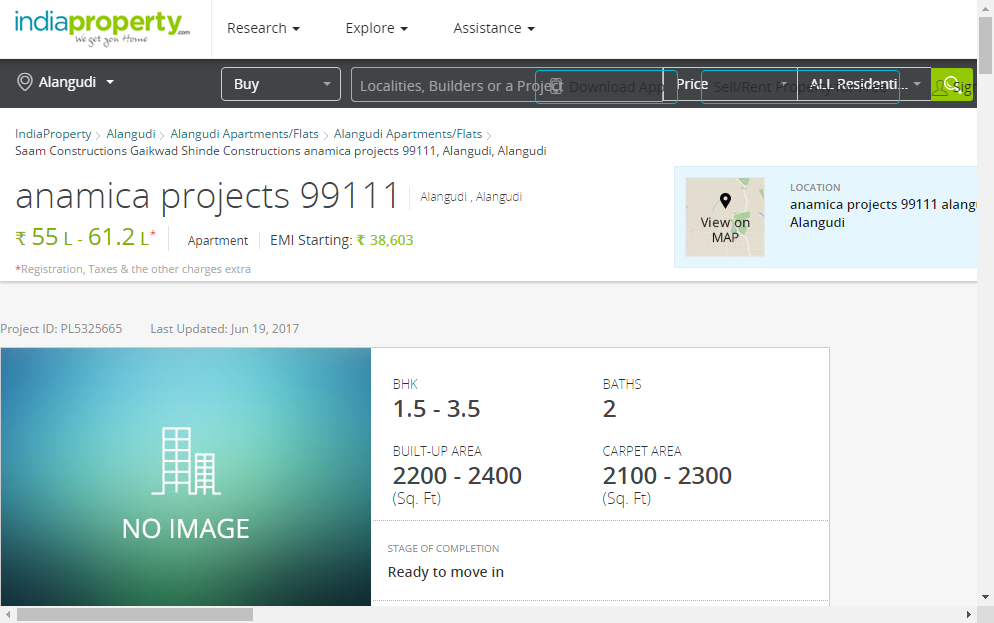 indiaproperty.com
We get you Home
Research
Explore
Assistance
Alangudi
Buy
Localities, Builders or a Project
Download App
Price
Sell/Rent Property
ALL Residenti...
Sign
IndiaProperty > Alangudi > Alangudi Apartments/Flats > Alangudi Apartments/Flats >
Saam Constructions Gaikwad Shinde Constructions anamica projects 99111, Alangudi, Alangudi
anamica projects 99111
Alangudi , Alangudi
₹ 55 L - 61.2 L*
Apartment
EMI Starting: ₹ 38,603
*Registration, Taxes & the other charges extra
View on
MAP
LOCATION
anamica projects 99111 alangu
Alangudi
Project ID: PL5325665
Last Updated: Jun 19, 2017
NO IMAGE
BHK
1.5 - 3.5
BATHS
2
BUILT-UP AREA
2200 - 2400
(Sq. Ft)
CARPET AREA
2100 - 2300
(Sq. Ft)
STAGE OF COMPLETION
Ready to move in